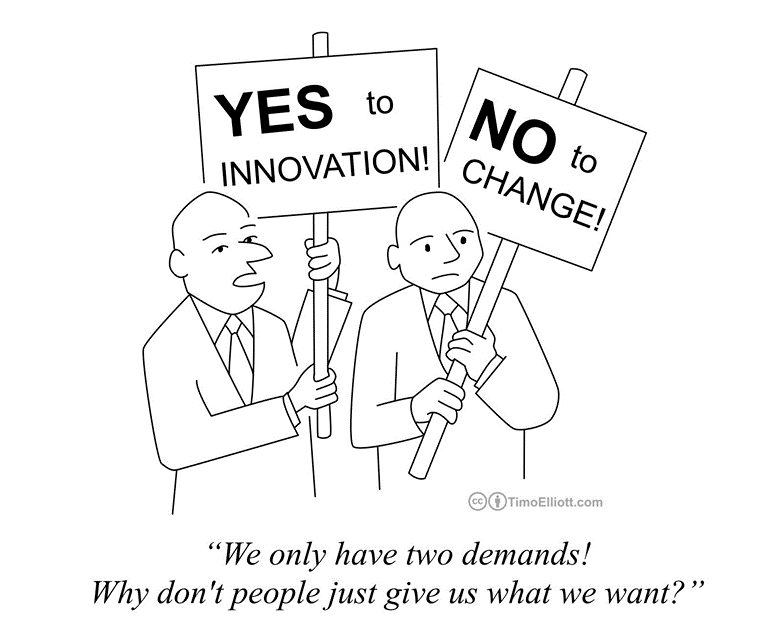 YES to
INNOVATION!
NO to
CHANGE!
cc TimoElliott.com
“We only have two demands!
Why don't people just give us what we want?”